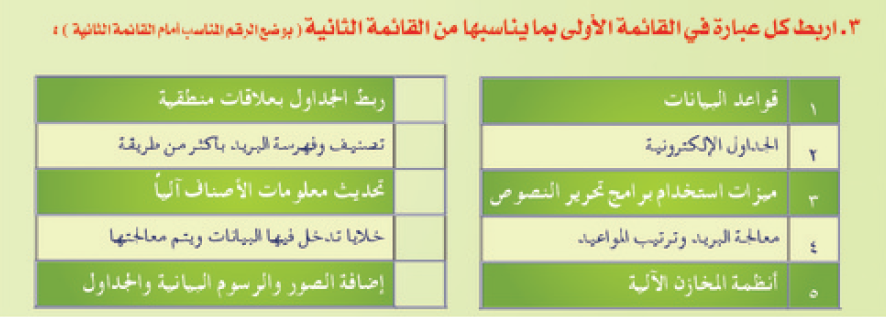 ٣. اربط كل عبارة في القائمة الأولى بما يناسبها من القائمة الثانية ( بوضع الرقم المناسب امام القائمة الثانية ) :
١ قواعد البيانات
٢ الجداول الإلكترونية
٣ ميزات استخدام برامج تحرير النصوص
٤ معالجة البريد وترتيب المواعيد
٥ أنظمة المخازن الآلية
ربط الجداول بعلاقات منطقية
تصنيف وفهرسة البريد بأكثر من طريقة
تحديث معلومات الأصناف آلياً
خلايا تدخل فيها البيانات ويتم معالجتها
إضافة الصور والرسوم البيانية والجداول